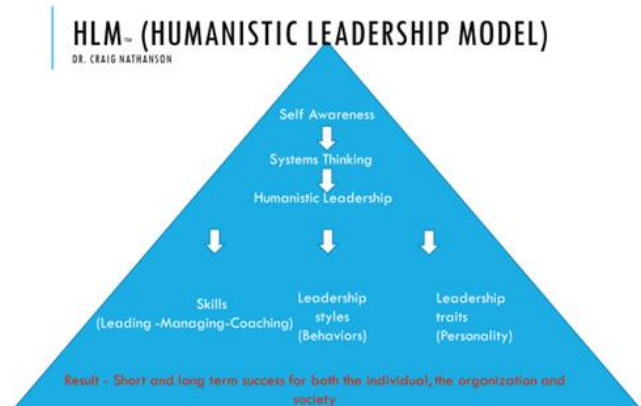 HLM™ (HUMANISTIC LEADERSHIP MODEL)
DR. CRAIG NATHANSON
Self Awareness
Systems Thinking
Humanistic Leadership
Skills
(Leading -Managing-Coaching)
Leadership
styles
(Behaviors)
Leadership
traits
(Personality)
Result - Short and long term success for both the individual, the organization and
society